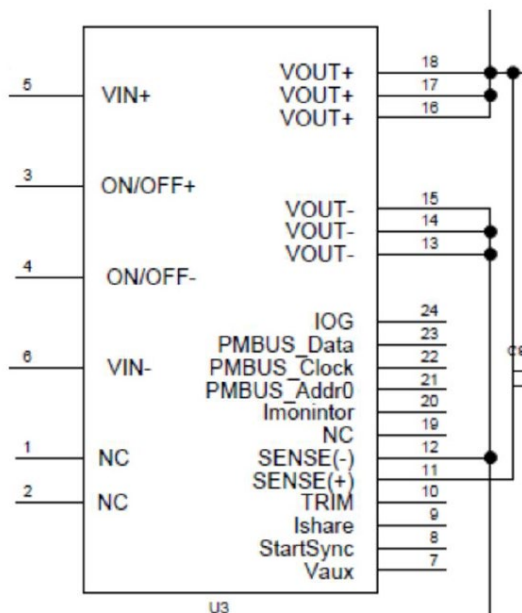 18
VOUT+
17
5
VIN+
VOUT+
16
VOUT+
3
ON/OFF+
15
VOUT-
14
VOUT-
13
4
ON/OFF-
VOUT-
24
IOG
23
PMBUS_Data
6
VIN-
22
PMBUS_Clock
21
PMBUS_Addr0
20
Imonintor
19
NC
1
NC
12
SENSE(-)
11
SENSE(+)
2
NC
10
TRIM
9
Ishare
8
StartSync
7
Vaux
U3